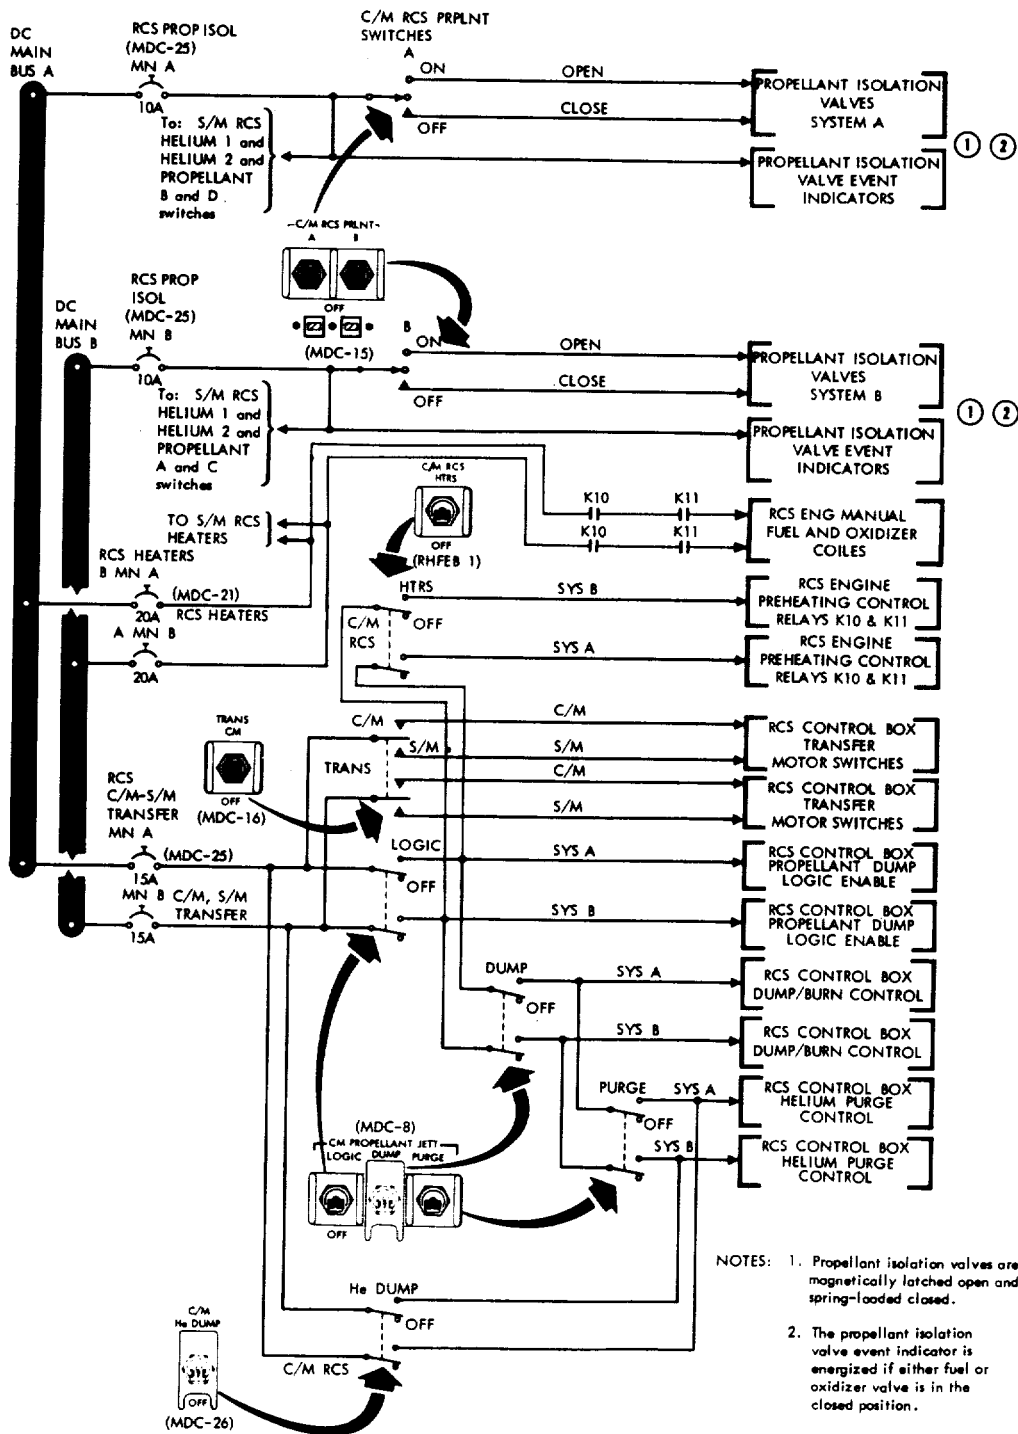 DC
MAIN
BUS A
RCS PROP ISOL
(MDC-25)
MN A
10A
C/M RCS PRPLNT
SWITCHES
A
ON
OPEN
CLOSE
OFF
PROPELLANT ISOLATION
VALVES
SYSTEM A
1 2
To: S/M RCS
HELIUM 1 and
HELIUM 2 and
PROPELLANT
B and D
switches
PROPELLANT ISOLATION
VALVE EVENT
INDICATORS
C/M RCS PRLNT
A B
OFF
(MDC-15)
DC
MAIN
BUS B
RCS PROP
ISOL
(MDC-25)
MN B
10A
B
ON
OPEN
CLOSE
OFF
PROPELLANT ISOLATION
VALVES
SYSTEM B
1 2
To: S/M RCS
HELIUM 1 and
HELIUM 2 and
PROPELLANT
A and C
switches
PROPELLANT ISOLATION
VALVE EVENT
INDICATORS
C/M RCS
HTRS
OFF
(RHFEB 1)
K10 K11
K10 K11
RCS ENG MANUAL
FUEL AND OXIDIZER
COILES
TO S/M RCS
HEATERS
RCS HEATERS
B MN A
(MDC-21)
20A
RCS HEATERS
A MN B
20A
HTRS
OFF
C/M
RCS
SYS B
RCS ENGINE
PREHEATING CONTROL
RELAYS K10 & K11
SYS A
RCS ENGINE
PREHEATING CONTROL
RELAYS K10 & K11
TRANS
CM
OFF
(MDC-16)
C/M
S/M
TRANS
C/M
S/M
C/M
S/M
RCS CONTROL BOX
TRANSFER
MOTOR SWITCHES
RCS CONTROL BOX
TRANSFER
MOTOR SWITCHES
RCS
C/M-S/M
TRANSFER
MN A
(MDC-25)
15A
MN B C/M, S/M
TRANSFER
15A
LOGIC
OFF
SYS A
RCS CONTROL BOX
PROPELLANT DUMP
LOGIC ENABLE
SYS B
RCS CONTROL BOX
PROPELLANT DUMP
LOGIC ENABLE
DUMP
OFF
SYS A
RCS CONTROL BOX
DUMP/BURN CONTROL
SYS B
RCS CONTROL BOX
DUMP/BURN CONTROL
PURGE
OFF
SYS A
RCS CONTROL BOX
HELIUM PURGE
CONTROL
SYS B
RCS CONTROL BOX
HELIUM PURGE
CONTROL
(MDC-8)
CM PROPELLANT JETT
LOGIC DUMP PURGE
OFF
He DUMP
OFF
C/M RCS
C/M
He DUMP
OFF
(MDC-26)
NOTES: 1. Propellant isolation valves are
magnetically latched open and
spring-loaded closed.
2. The propellant isolation
valve event indicator is
energized if either fuel or
oxidizer valve is in the
closed position.